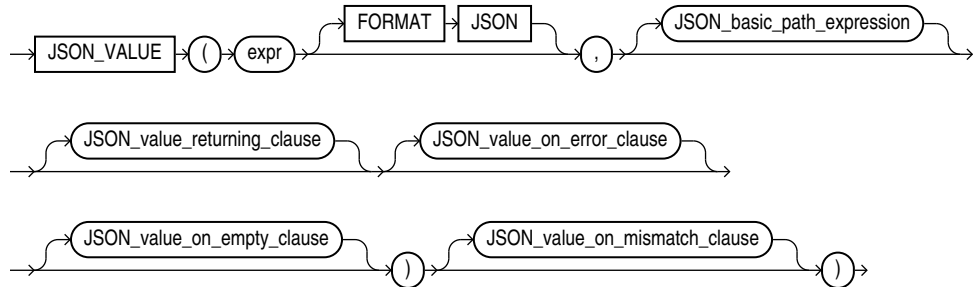 FORMAT JSON JSON_basic_path_expression
JSON_VALUE ( expr ,
JSON_value_returning_clause JSON_value_on_error_clause
JSON_value_on_empty_clause JSON_value_on_mismatch_clause
) )